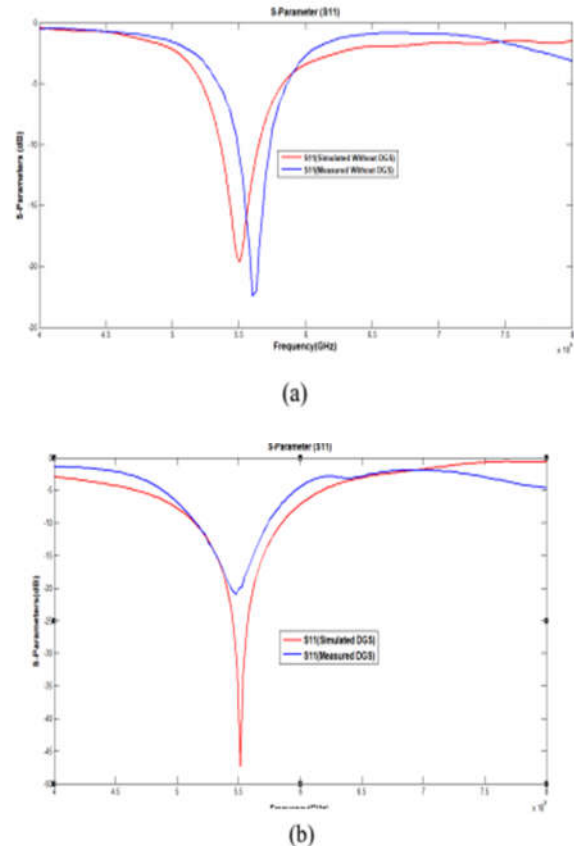 S-Parameter (S11)
0
-5
-10
-15
-20
-25
S-Parameters (dB)
S11(Simulated Without DGS)
S11(Measured Without DGS)
4 4.5 5 5.5 6 6.5 7 7.5 8
Frequency(GHz)
(a)
S-Parameter (S11)
-5
-10
-15
-20
-25
-30
-35
-40
-45
S-Parameters(dB)
S11(Simulated DGS)
S11(Measured DGS)
4 4.5 5 5.5 6 6.5 7 7.5 8
Frequency(GHz)
(b)